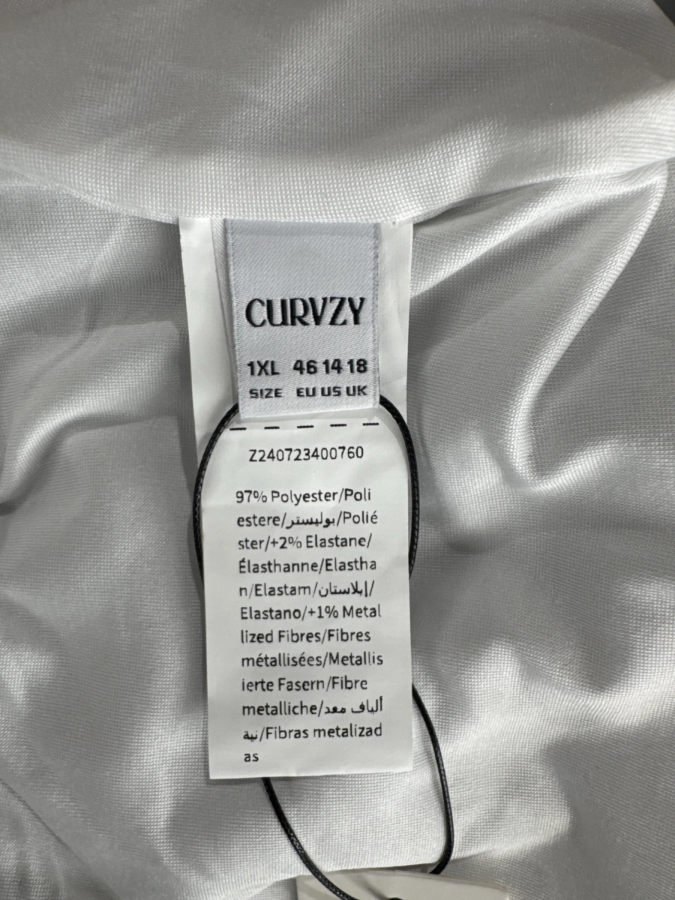 CURVZY
1XL 46 14 18
SIZE EU US UK
Z240723400760
97% Polyester/Poli
estere/بوليستر/Polié
ster/+2% Elastane/
Élasthanne/Elastha
n/Elastam/إيلاستان/
Elastano/+1% Metal
lized Fibres/Fibres
métallisées/Metallis
ierte Fasern/Fibre
metalliche/ألياف معد
نية/Fibras metalizad
as